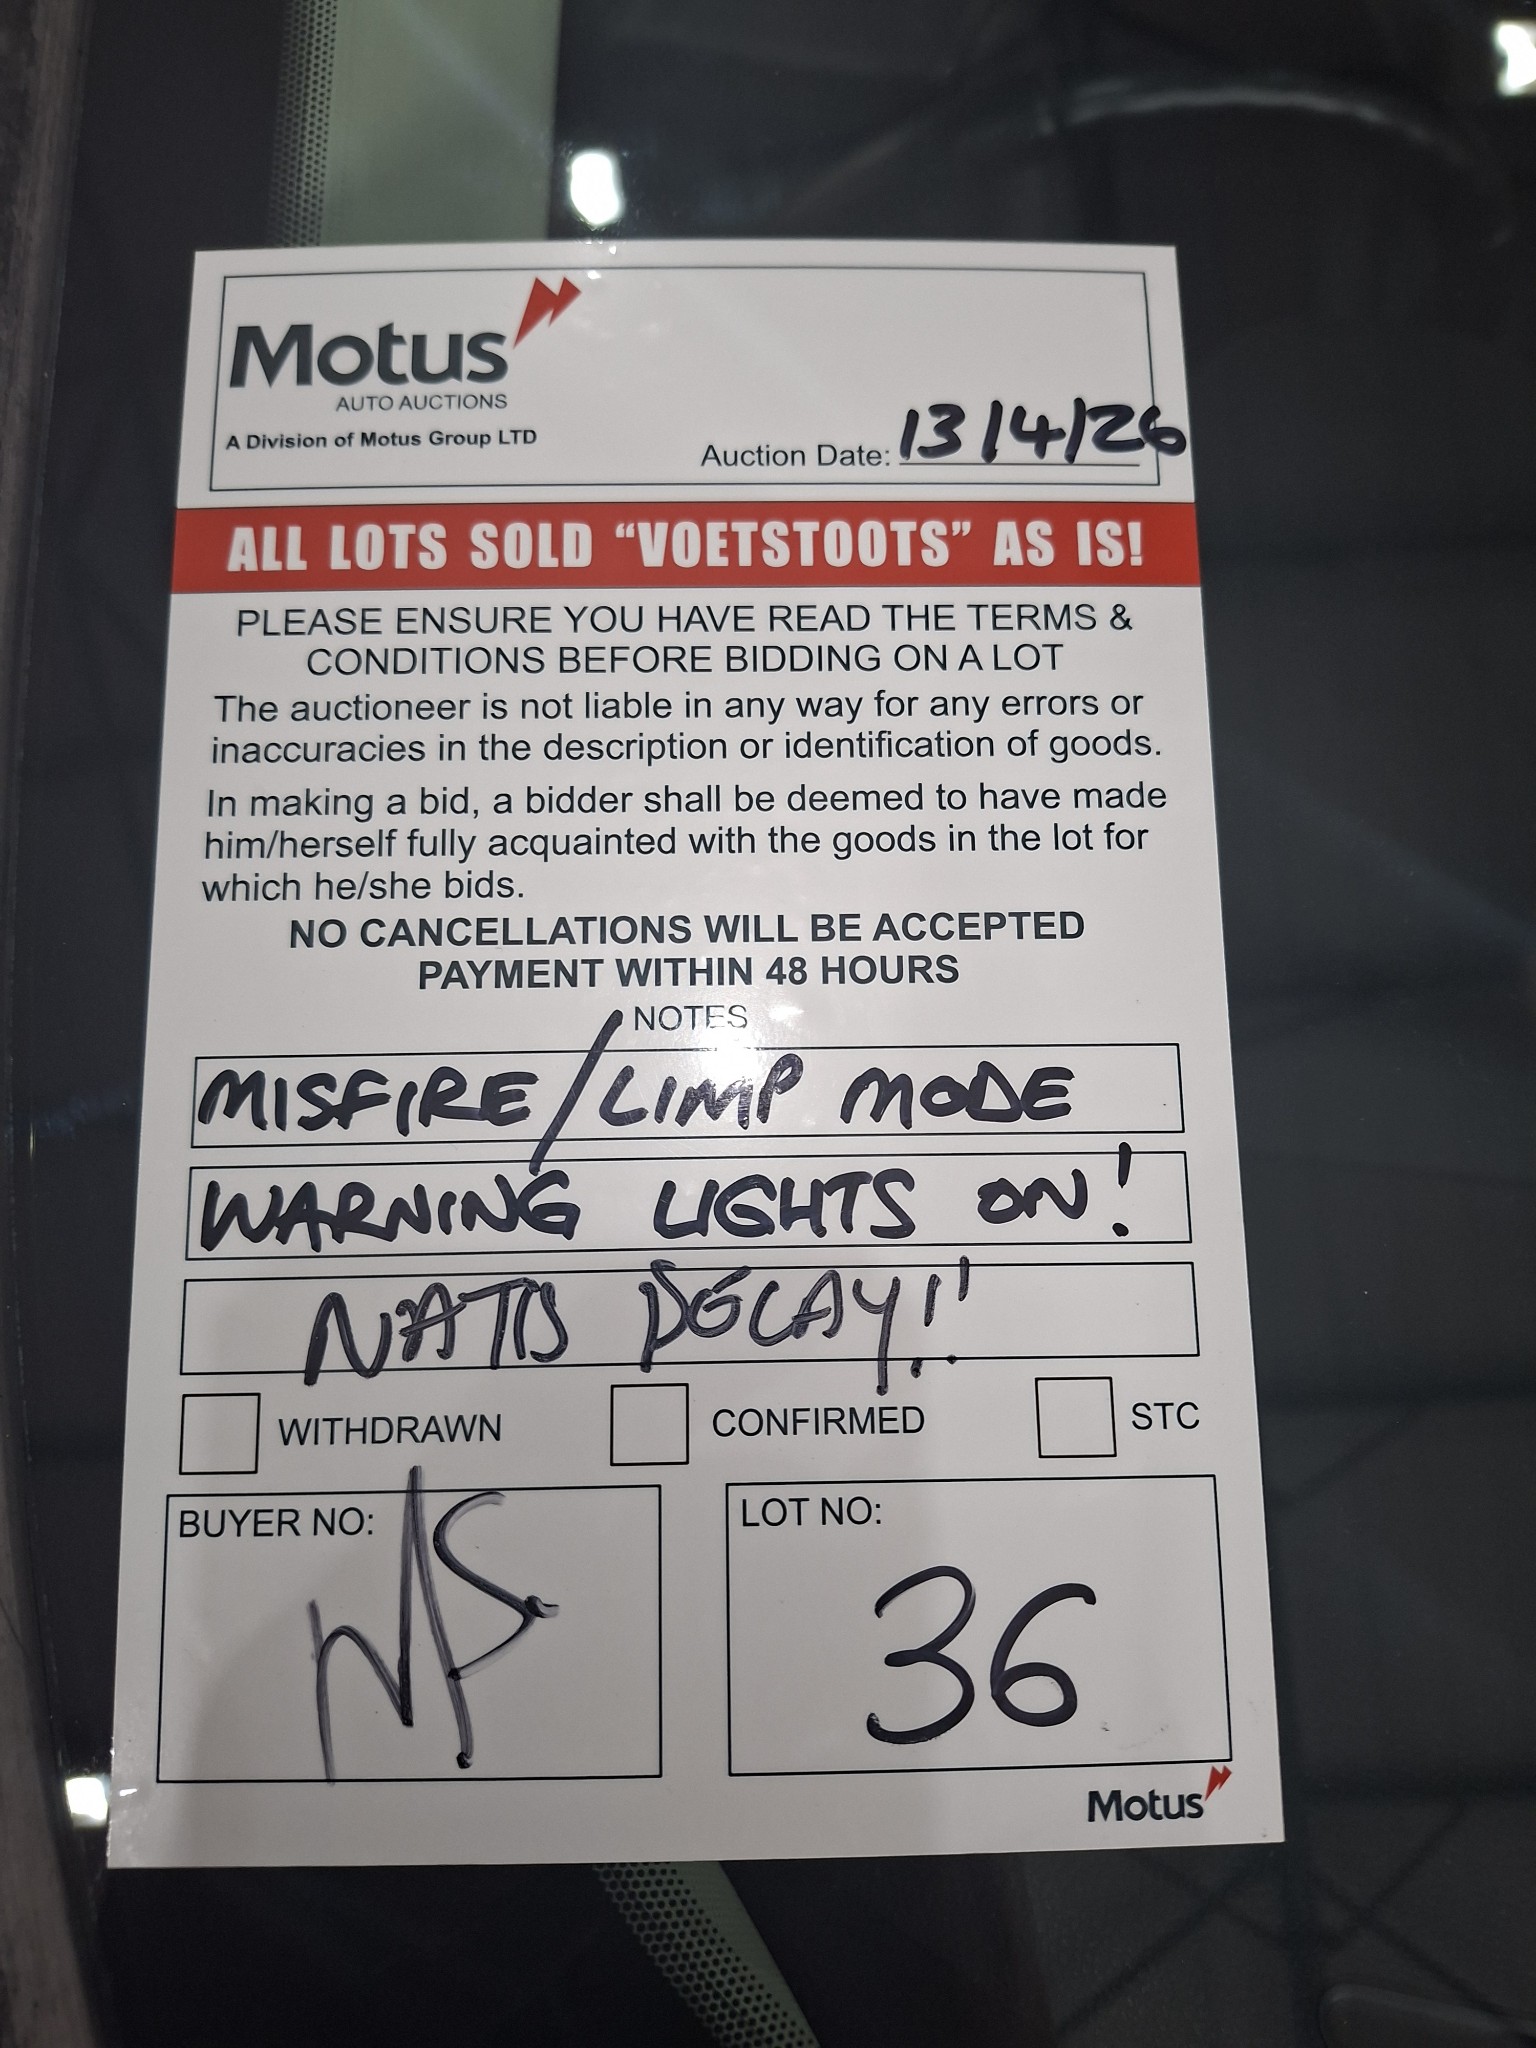 Motus
AUTO AUCTIONS
A Division of Motus Group LTD
Auction Date: 13/4/26
ALL LOTS SOLD "VOETSTOOTS" AS IS!
PLEASE ENSURE YOU HAVE READ THE TERMS &
CONDITIONS BEFORE BIDDING ON A LOT
The auctioneer is not liable in any way for any errors or
inaccuracies in the description or identification of goods.
In making a bid, a bidder shall be deemed to have made
him/herself fully acquainted with the goods in the lot for
which he/she bids.
NO CANCELLATIONS WILL BE ACCEPTED
PAYMENT WITHIN 48 HOURS
NOTES
MISFIRE/LIMP MODE
WARNING LIGHTS ON!
NATIS DELAY!!
WITHDRAWN CONFIRMED STC
BUYER NO:
LOT NO:
36
Motus